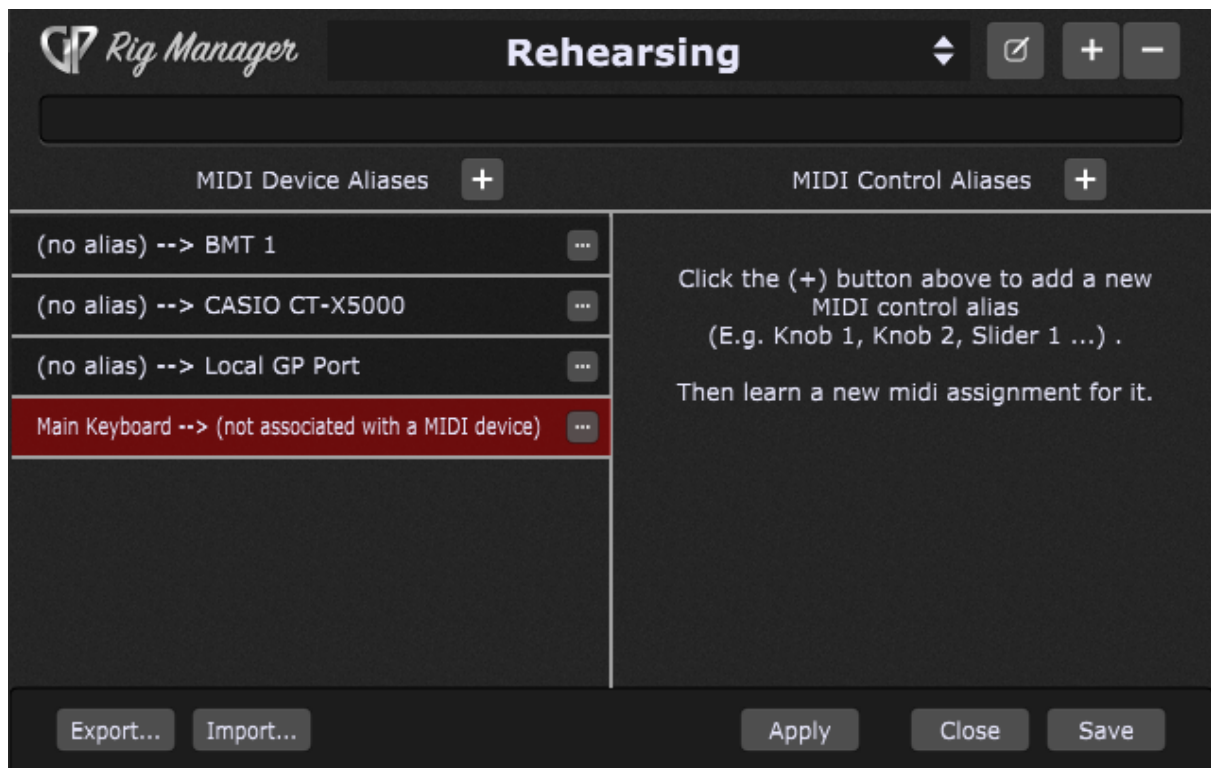 GP Rig Manager
Rehearsing
+ −
MIDI Device Aliases +
MIDI Control Aliases +
(no alias) --> BMT 1 ...
(no alias) --> CASIO CT-X5000 ...
(no alias) --> Local GP Port ...
Main Keyboard --> (not associated with a MIDI device) ...
Click the (+) button above to add a new
MIDI control alias
(E.g. Knob 1, Knob 2, Slider 1 ...) .
Then learn a new midi assignment for it.
Export... Import... Apply Close Save